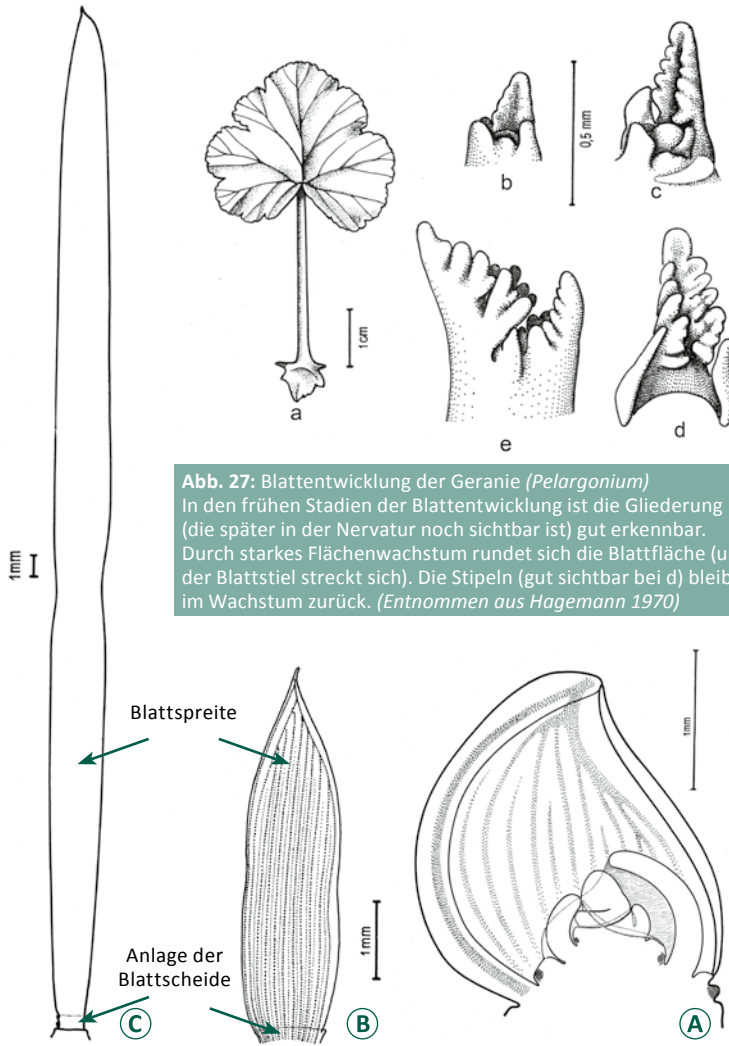 b
c
0,5 mm
1cm
a
e
d
Abb. 27: Blattentwicklung der Geranie (Pelargonium)
In den frühen Stadien der Blattentwicklung ist die Gliederung
(die später in der Nervatur noch sichtbar ist) gut erkennbar.
Durch starkes Flächenwachstum rundet sich die Blattfläche (u
der Blattstiel streckt sich). Die Stipeln (gut sichtbar bei d) bleib
im Wachstum zurück. (Entnommen aus Hagemann 1970)
1mm
Blattspreite
1mm
1mm
Anlage der
Blattscheide
C
B
A